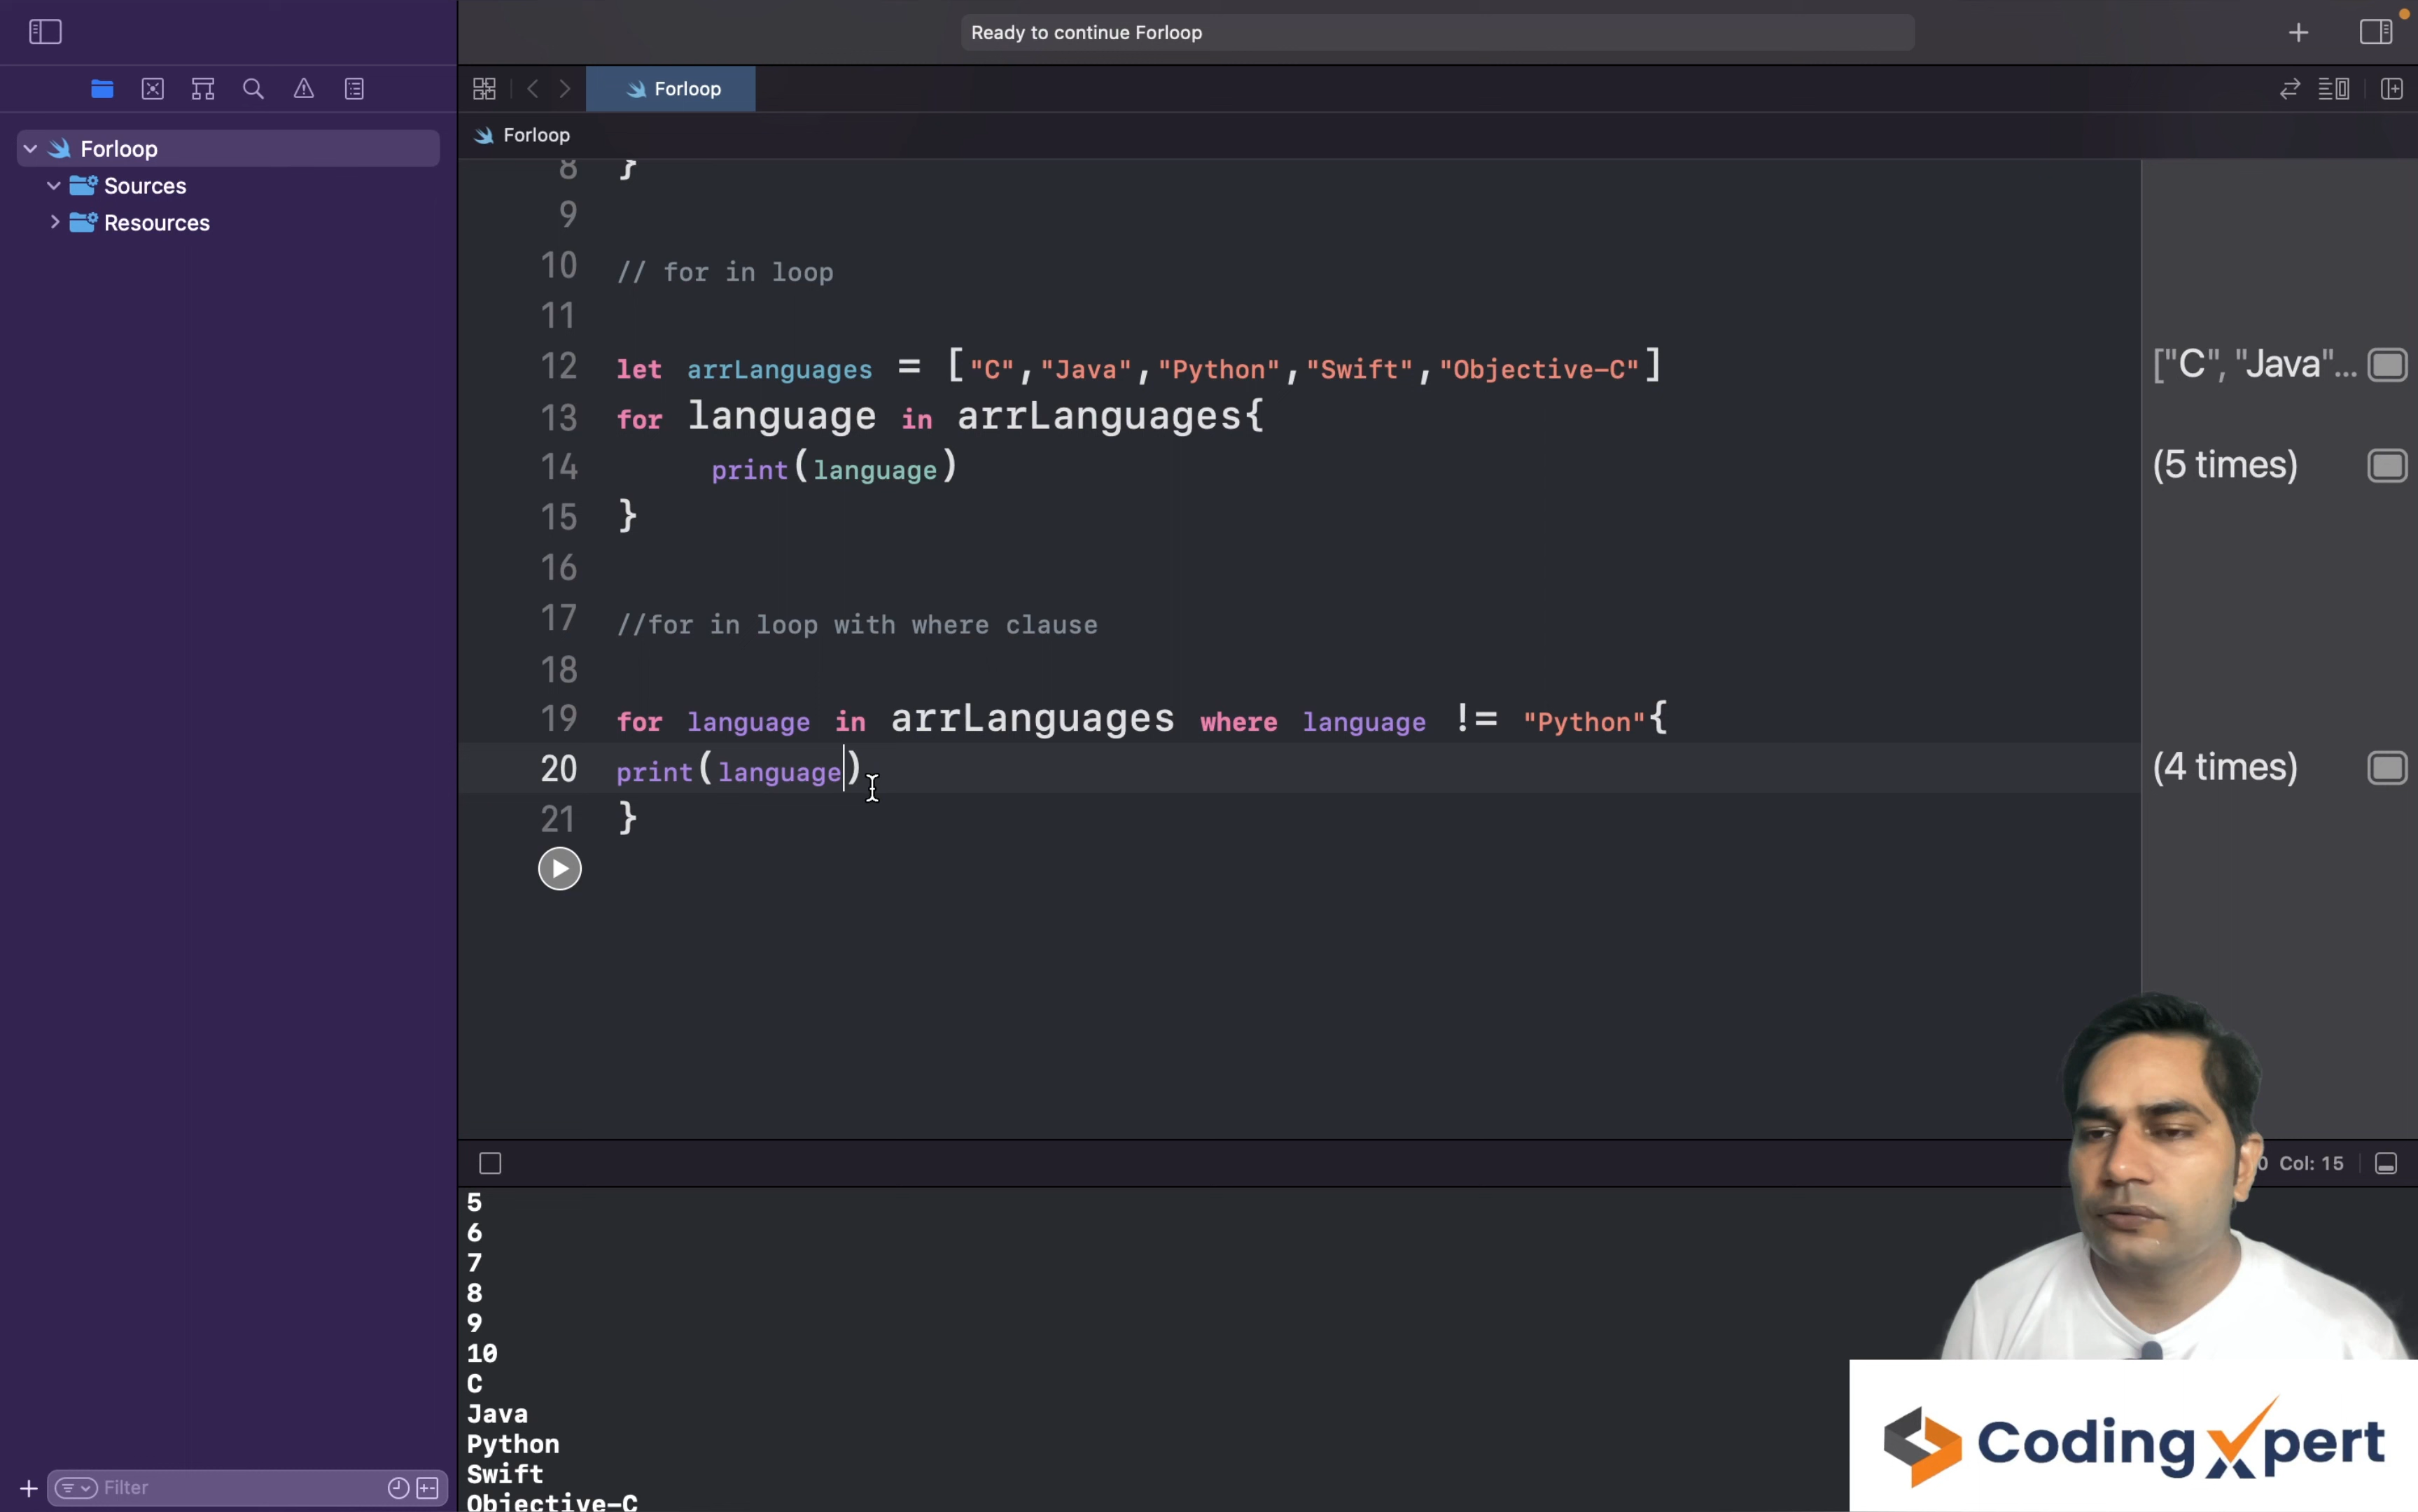 Ready to continue Forloop
Forloop
Forloop
Forloop
Sources
Resources
8 }
9
10 // for in loop
11
12 let arrLanguages = ["C","Java","Python","Swift","Objective-C"] ["C", "Java"...
13 for language in arrLanguages{
14 print(language) (5 times)
15 }
16
17 //for in loop with where clause
18
19 for language in arrLanguages where language != "Python"{
20 print(language) (4 times)
21 }
0 Col: 15
5
6
7
8
9
10
C
Java
Python
Swift
Objective-C
Filter
CodingXpert